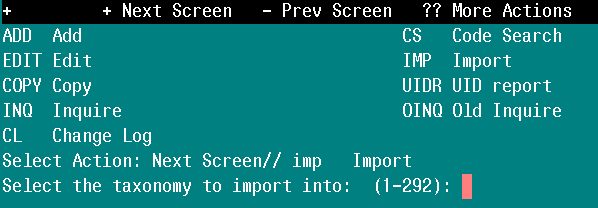 + + Next Screen - Prev Screen ?? More Actions
ADD Add CS Code Search
EDIT Edit IMP Import
COPY Copy UIDR UID report
INQ Inquire OINQ Old Inquire
CL Change Log
Select Action: Next Screen// imp Import
Select the taxonomy to import into: (1-292):